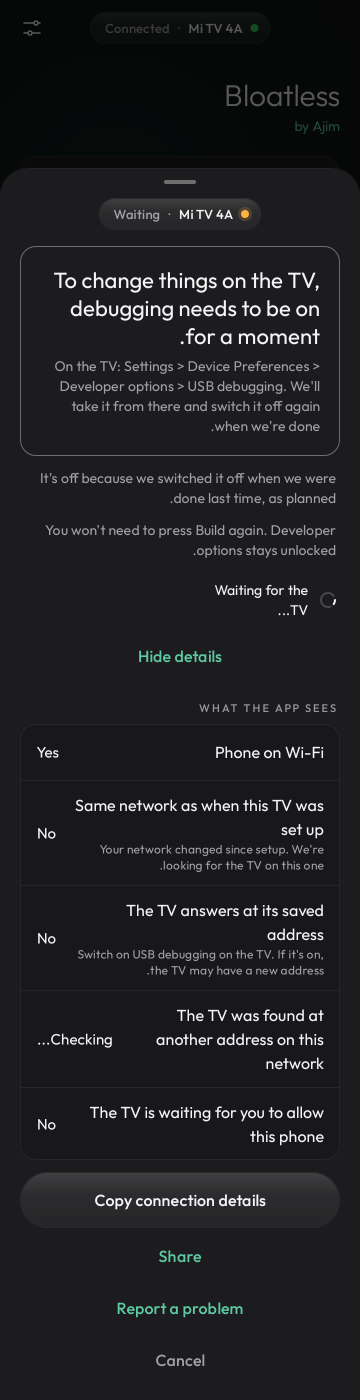 Connected · Mi TV 4A
Bloatless
by Ajim
Waiting · Mi TV 4A
To change things on the TV,
debugging needs to be on
.for a moment
On the TV: Settings > Device Preferences >
Developer options > USB debugging. We'll
take it from there and switch it off again
.when we're done
It's off because we switched it off when we were
.done last time, as planned
You won't need to press Build again. Developer
.options stays unlocked
Waiting for the
...TV
Hide details
WHAT THE APP SEES
Phone on Wi-Fi
Yes
Same network as when this TV was
set up
Your network changed since setup. We're
.looking for the TV on this one
No
The TV answers at its saved
address
Switch on USB debugging on the TV. If it's on,
.the TV may have a new address
No
The TV was found at
another address on this
network
...Checking
The TV is waiting for you to allow
this phone
No
Copy connection details
Share
Report a problem
Cancel